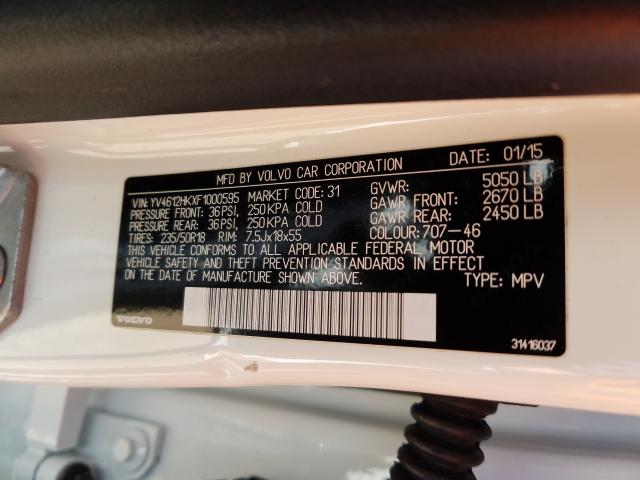 MFD BY VOLVO CAR CORPORATION DATE: 01/15
VIN: YV4612HKXF1000595 MARKET CODE: 31 GVWR: 5050 LB
PRESSURE FRONT: 36 PSI, 250 KPA COLD GAWR FRONT: 2670 LB
PRESSURE REAR: 36 PSI, 250 KPA COLD GAWR REAR: 2450 LB
TIRES: 235/50R18 RIM: 7.5Jx18x55 COLOUR: 707-46
THIS VEHICLE CONFORMS TO ALL APPLICABLE FEDERAL MOTOR
VEHICLE SAFETY AND THEFT PREVENTION STANDARDS IN EFFECT
ON THE DATE OF MANUFACTURE SHOWN ABOVE. TYPE: MPV
VOLVO 31416037